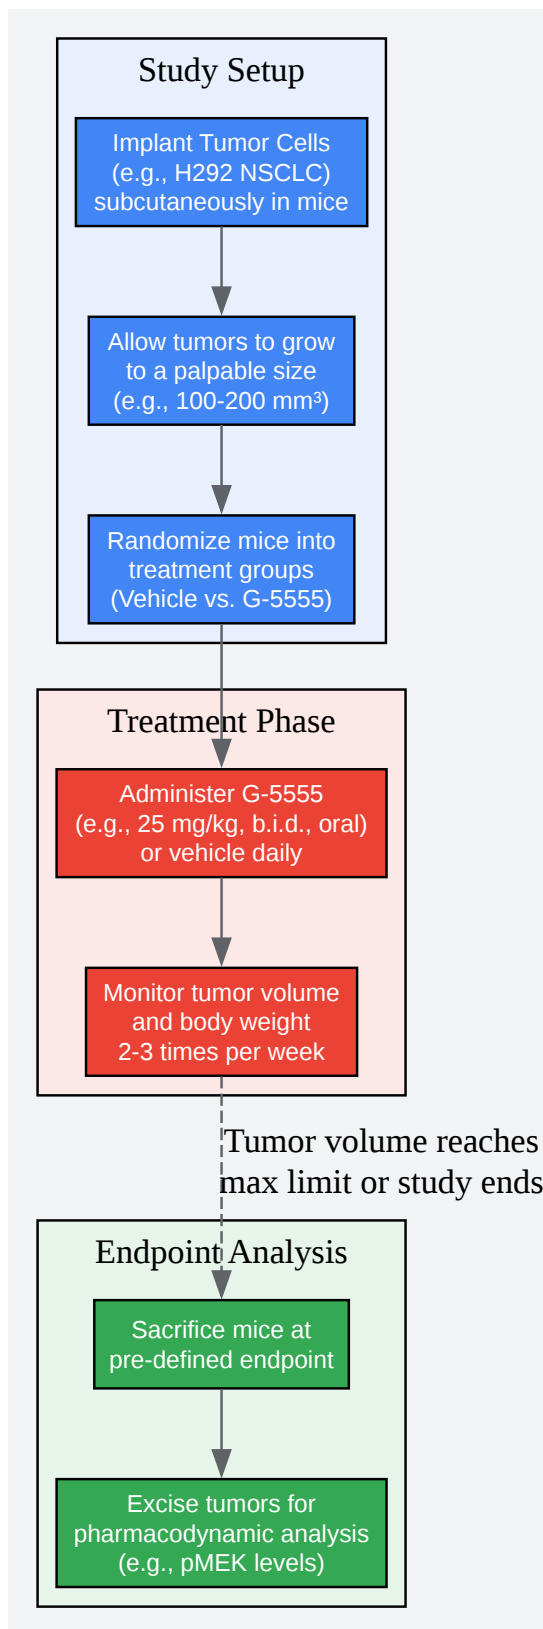 Study Setup
Implant Tumor Cells
(e.g., H292 NSCLC)
subcutaneously in mice
Allow tumors to grow
to a palpable size
(e.g., 100-200 mm³)
Randomize mice into
treatment groups
(Vehicle vs. G-5555)
Treatment Phase
Administer G-5555
(e.g., 25 mg/kg, b.i.d., oral)
or vehicle daily
Monitor tumor volume
and body weight
2-3 times per week
Tumor volume reaches
max limit or study ends
Endpoint Analysis
Sacrifice mice at
pre-defined endpoint
Excise tumors for
pharmacodynamic analysis
(e.g., pMEK levels)